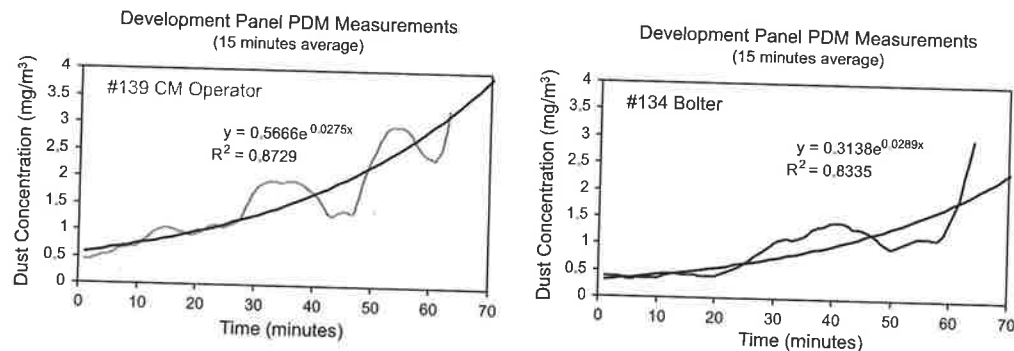 Development Panel PDM Measurements
(15 minutes average)
Dust Concentration (mg/m³)
4
3.5
3
2.5
2
1.5
1
0.5
0
#139 CM Operator
y = 0.5666e^0.0275x
R² = 0.8729
0 10 20 30 40 50 60 70
Time (minutes)
Development Panel PDM Measurements
(15 minutes average)
Dust Concentration (mg/m³)
4
3.5
3
2.5
2
1.5
1
0.5
0
#134 Bolter
y = 0.3138e^0.0289x
R² = 0.8335
0 10 20 30 40 50 60 70
Time (minutes)